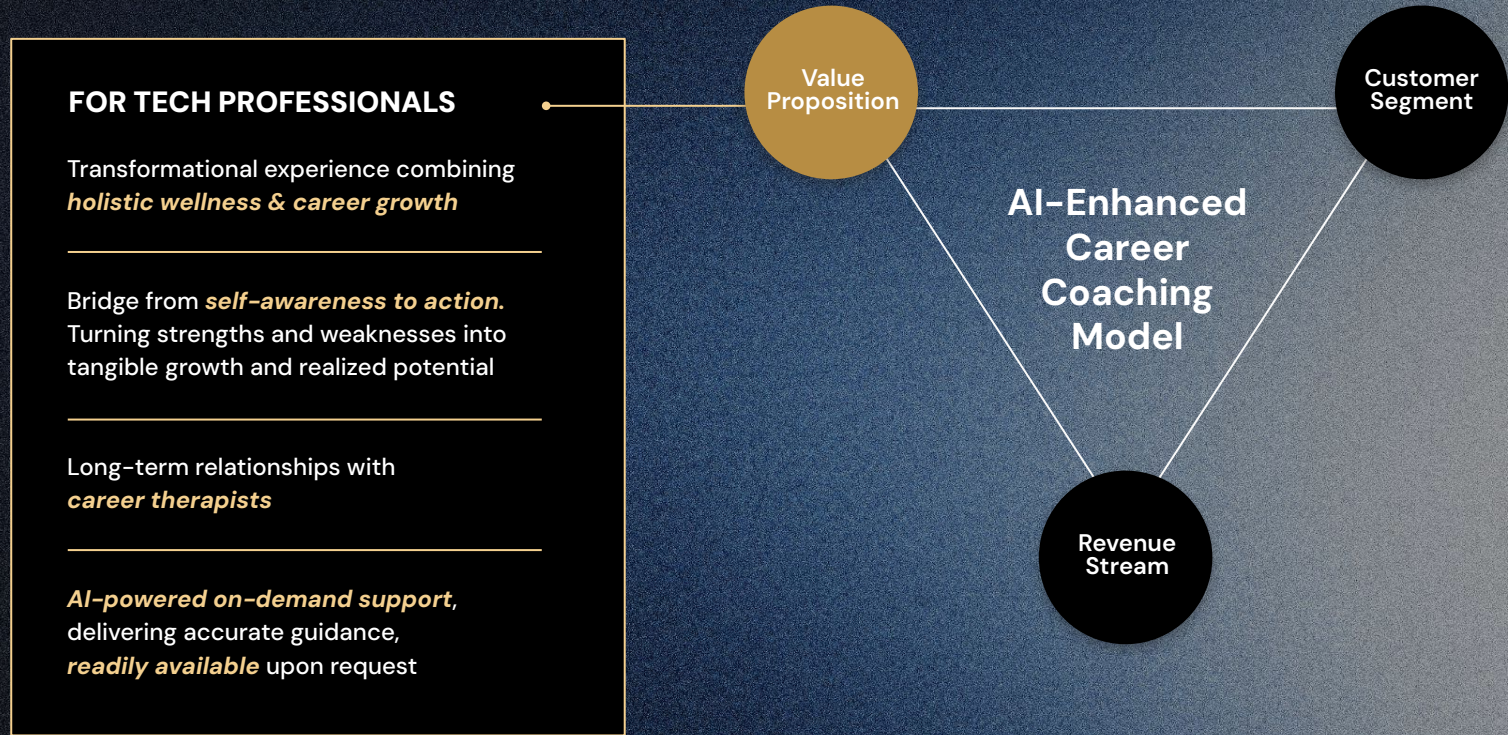 FOR TECH PROFESSIONALS
Transformational experience combining
holistic wellness & career growth
Bridge from self-awareness to action.
Turning strengths and weaknesses into
tangible growth and realized potential
Long-term relationships with
career therapists
AI-powered on-demand support,
delivering accurate guidance,
readily available upon request
Value
Proposition
Customer
Segment
AI-Enhanced
Career
Coaching
Model
Revenue
Stream